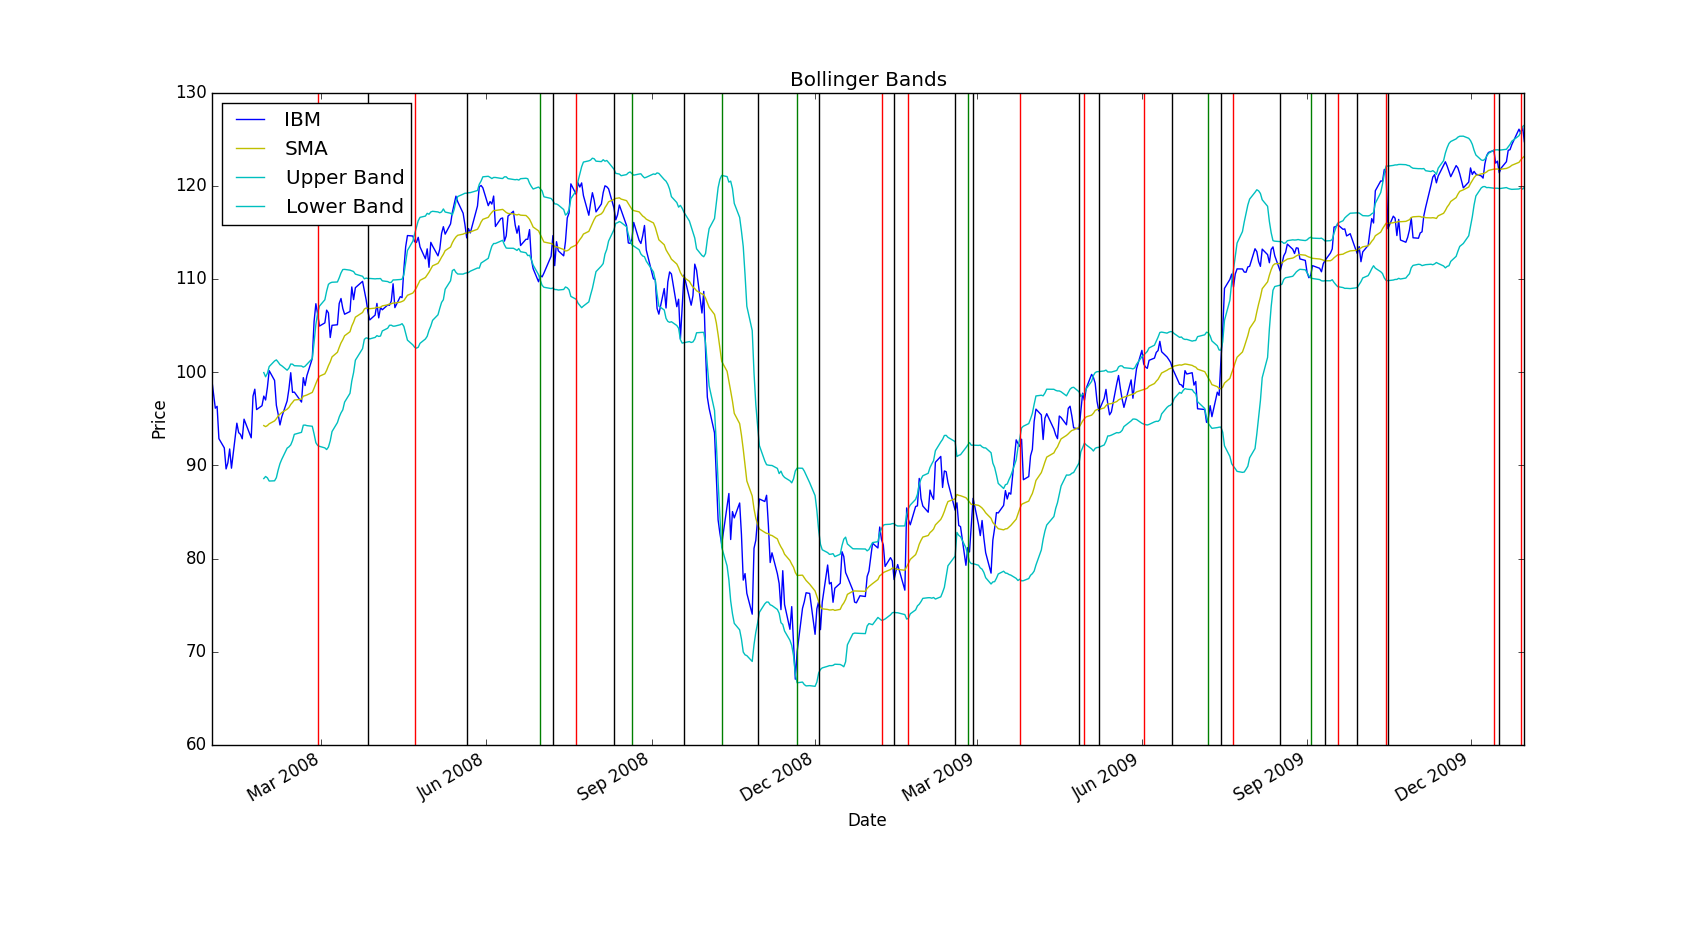 Bollinger Bands
130
120
110
100
90
80
70
60
IBM
SMA
Upper Band
Lower Band
Price
Mar 2008
Jun 2008
Sep 2008
Dec 2008
Mar 2009
Jun 2009
Sep 2009
Dec 2009
Date